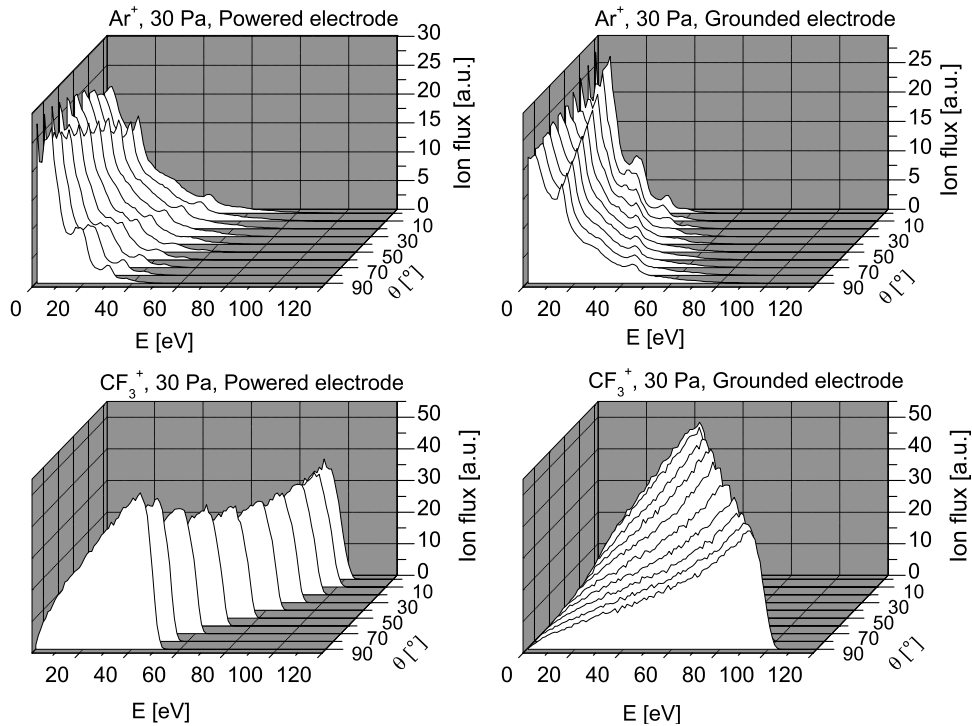 Ar⁺, 30 Pa, Powered electrode
30
25
20
15
10
5
0
Ion flux [a.u.]
10
30
50
70
90
θ [°]
0 20 40 60 80 100 120
E [eV]
Ar⁺, 30 Pa, Grounded electrode
25
20
15
10
5
0
Ion flux [a.u.]
10
30
50
70
90
θ [°]
0 20 40 60 80 100 120
E [eV]
CF₃⁺, 30 Pa, Powered electrode
50
40
30
20
10
0
Ion flux [a.u.]
10
30
50
70
90
θ [°]
20 40 60 80 100 120
E [eV]
CF₃⁺, 30 Pa, Grounded electrode
50
40
30
20
10
0
Ion flux [a.u.]
10
30
50
70
90
θ [°]
20 40 60 80 100 120
E [eV]